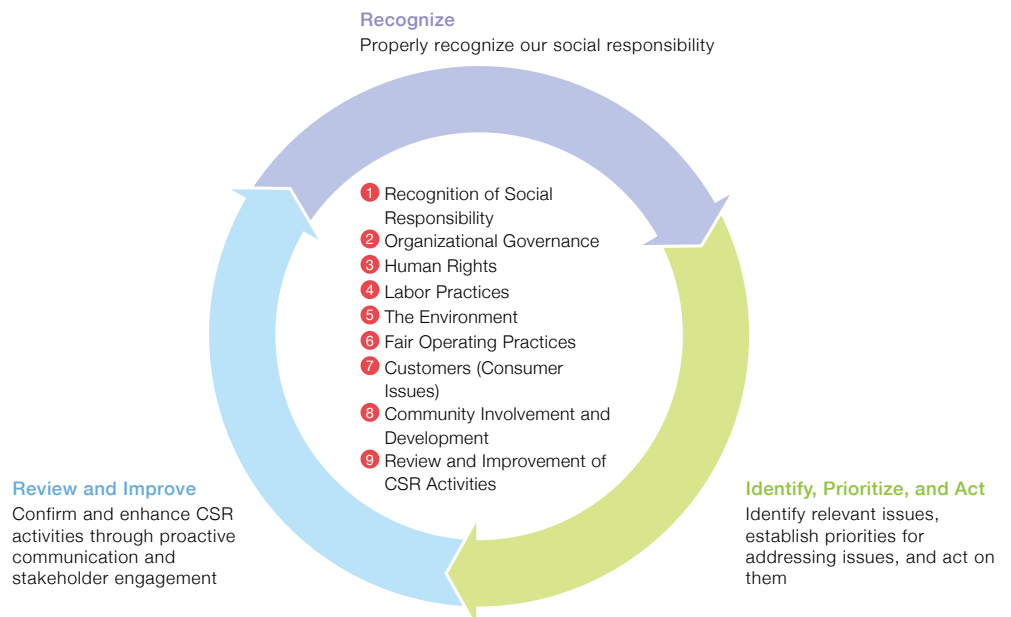 Recognize
Properly recognize our social responsibility
1 Recognition of Social
Responsibility
2 Organizational Governance
3 Human Rights
4 Labor Practices
5 The Environment
6 Fair Operating Practices
7 Customers (Consumer
Issues)
8 Community Involvement and
Development
9 Review and Improvement of
CSR Activities
Review and Improve
Confirm and enhance CSR
activities through proactive
communication and
stakeholder engagement
Identify, Prioritize, and Act
Identify relevant issues,
establish priorities for
addressing issues, and act on
them